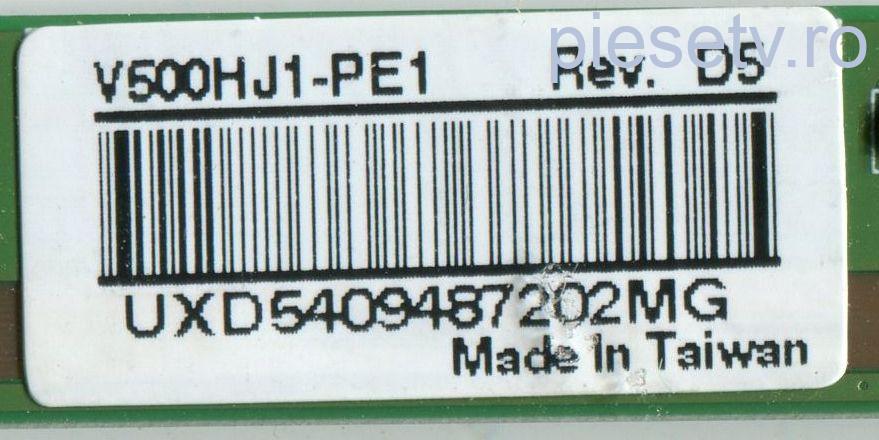 piesetv.ro
V500HJ1-PE1 Rev. D5
UXD5409487202MG
Made In Taiwan